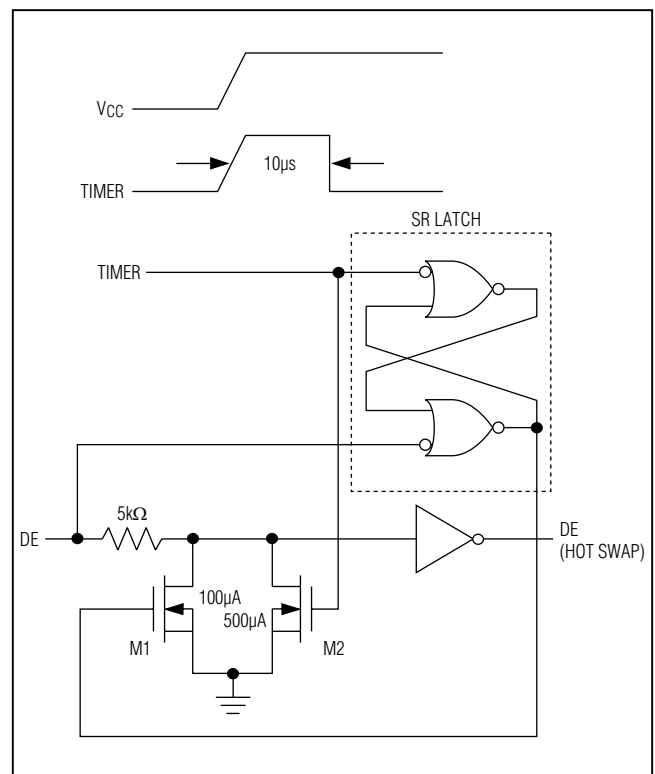 VCC
10µs
TIMER
SR LATCH
TIMER
5kΩ
DE
DE
(HOT SWAP)
100µA
500µA
M1
M2